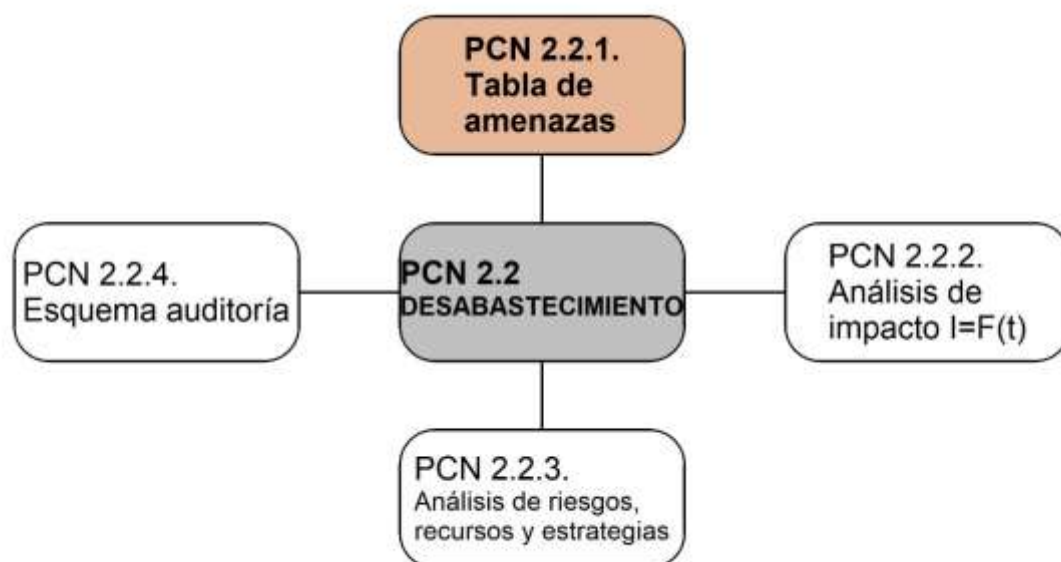 PCN 2.2.1.
Tabla de
amenazas
PCN 2.2.4.
Esquema auditoría
PCN 2.2
DESABASTECIMIENTO
PCN 2.2.2.
Análisis de
impacto I=F(t)
PCN 2.2.3.
Análisis de riesgos,
recursos y estrategias